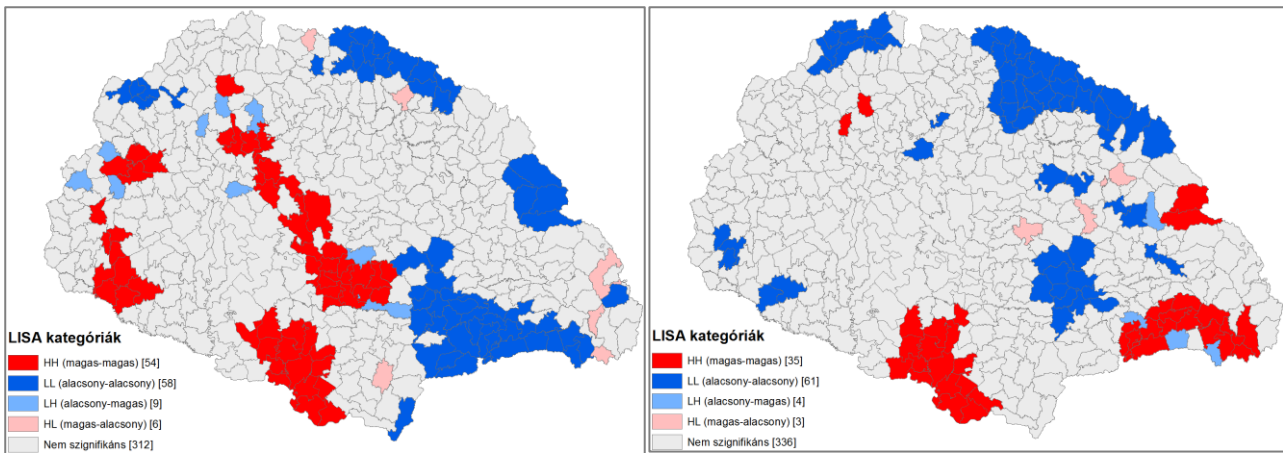 LISA kategóriák
HH (magas-magas) [54]
LL (alacsony-alacsony) [58]
LH (alacsony-magas) [9]
HL (magas-alacsony) [6]
Nem szignifikáns [312]
LISA kategóriák
HH (magas-magas) [35]
LL (alacsony-alacsony) [61]
LH (alacsony-magas) [4]
HL (magas-alacsony) [3]
Nem szignifikáns [336]